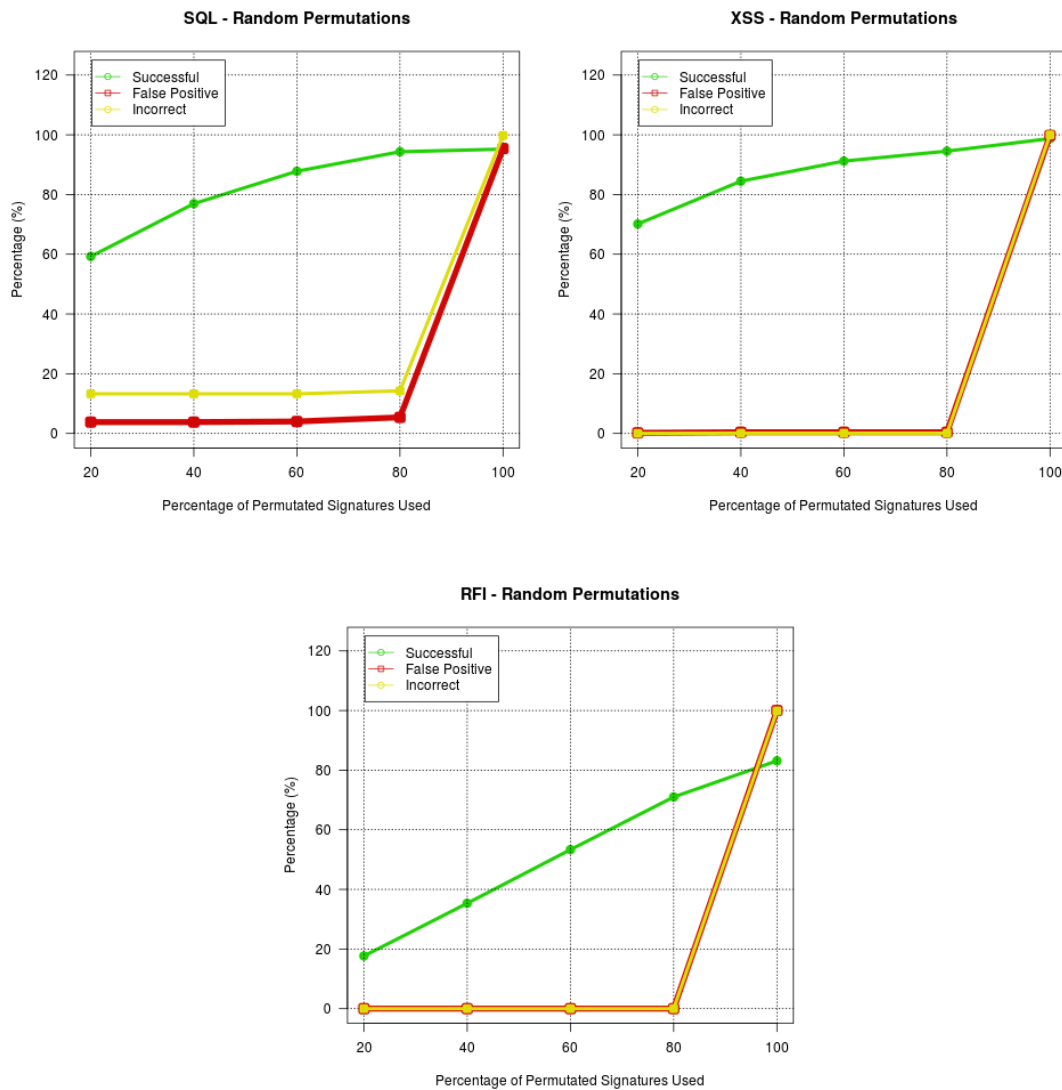 SQL - Random Permutations
120
100
80
60
40
20
0
Percentage (%)
Successful
False Positive
Incorrect
20 40 60 80 100
Percentage of Permutated Signatures Used
XSS - Random Permutations
120
100
80
60
40
20
0
Percentage (%)
Successful
False Positive
Incorrect
20 40 60 80 100
Percentage of Permutated Signatures Used
RFI - Random Permutations
120
100
80
60
40
20
0
Percentage (%)
Successful
False Positive
Incorrect
20 40 60 80 100
Percentage of Permutated Signatures Used